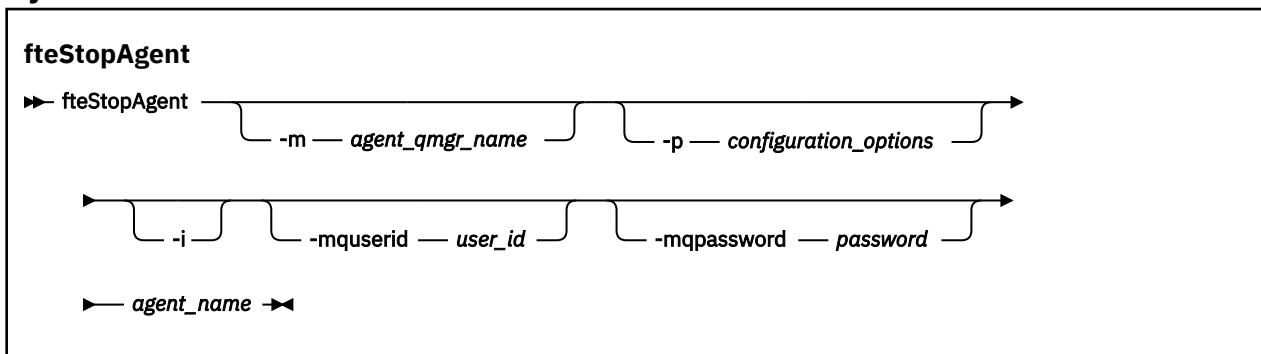 fteStopAgent
fteStopAgent
-m agent_qmgr_name -p configuration_options
-i -mquserid user_id -mqpassword password
agent_name